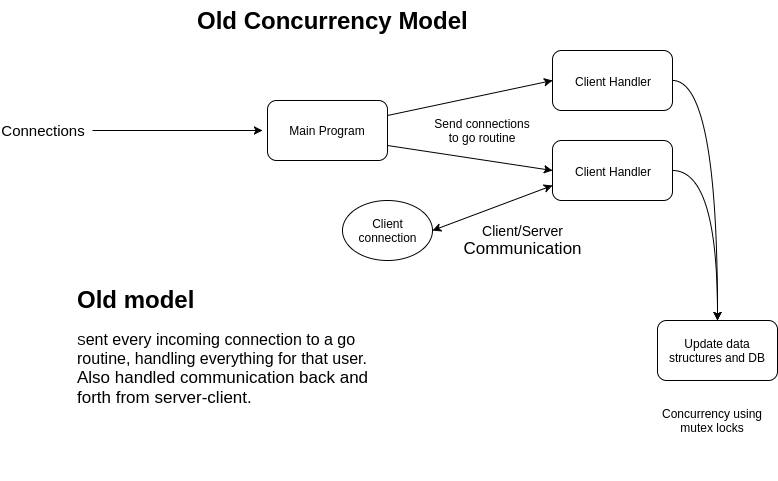 Old Concurrency Model
Client Handler
Connections
Main Program
Send connections
to go routine
Client Handler
Client
connection
Client/Server
Communication
Old model
sent every incoming connection to a go
routine, handling everything for that user.
Also handled communication back and
forth from server-client.
Update data
structures and DB
Concurrency using
mutex locks